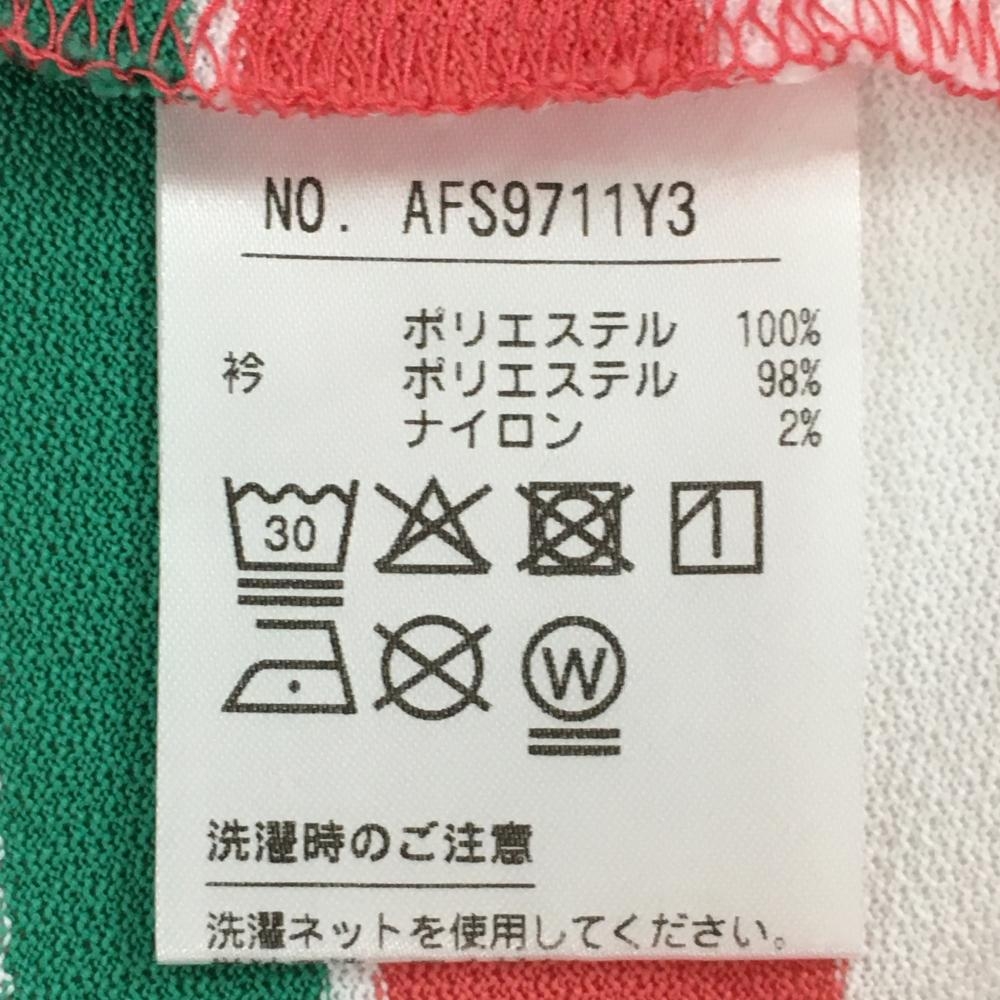 NO. AFS9711Y3
ポリエステル 100%
衿 ポリエステル 98%
ナイロン 2%
30
W
洗濯時のご注意
洗濯ネットを使用してください。